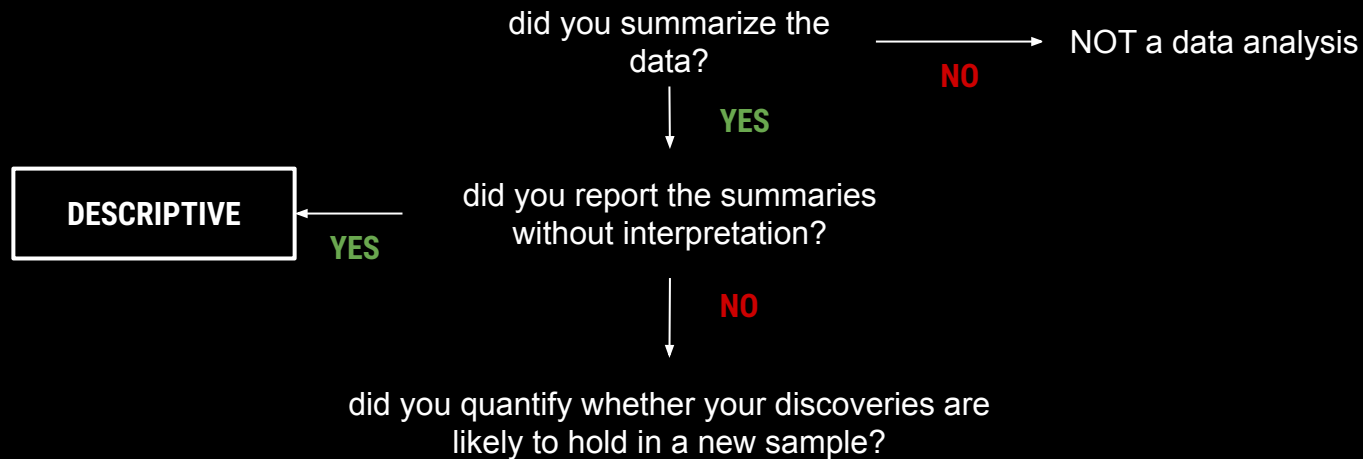 did you summarize the
data?
NOT a data analysis
NO
YES
did you report the summaries
without interpretation?
DESCRIPTIVE
YES
NO
did you quantify whether your discoveries are
likely to hold in a new sample?